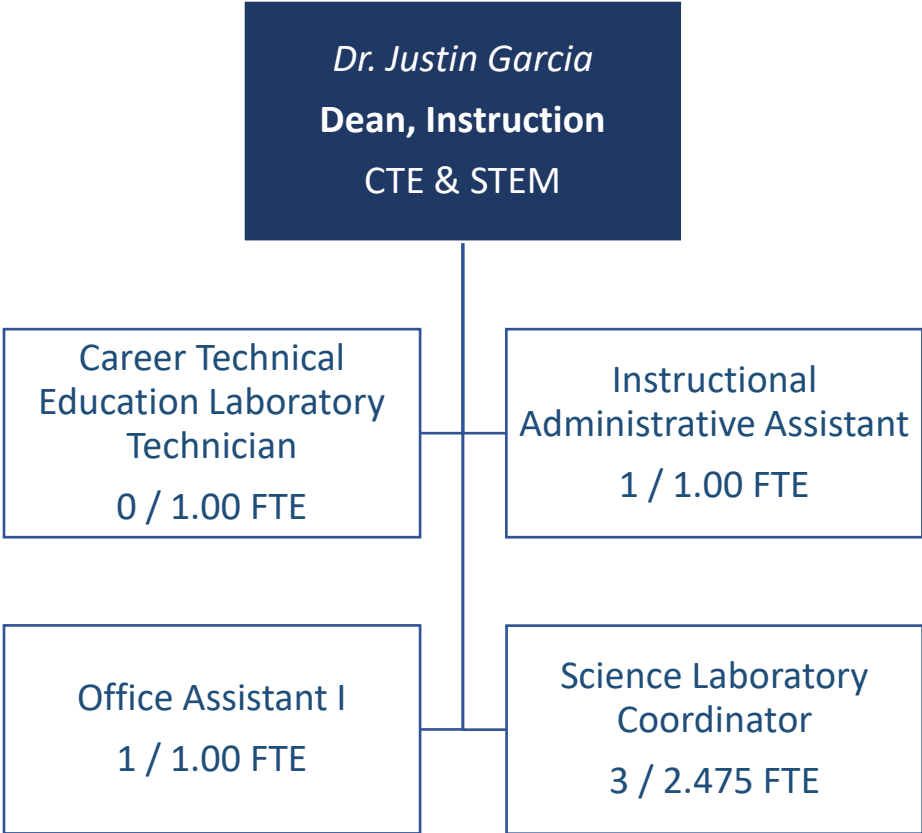 Dr. Justin Garcia
Dean, Instruction
CTE & STEM
Career Technical
Education Laboratory
Technician
0 / 1.00 FTE
Instructional
Administrative Assistant
1 / 1.00 FTE
Office Assistant I
1 / 1.00 FTE
Science Laboratory
Coordinator
3 / 2.475 FTE